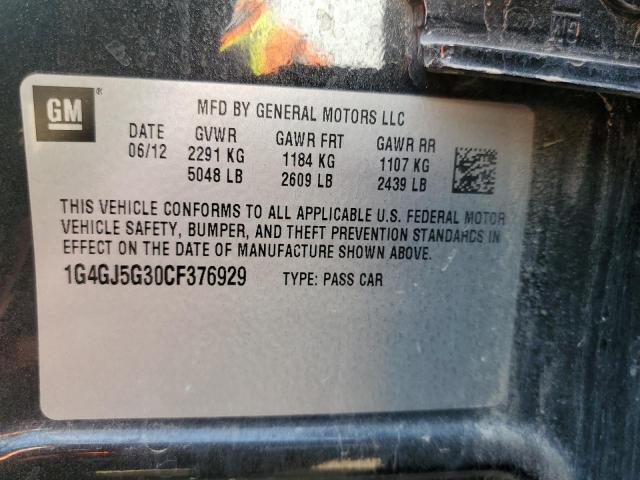 GM®
MFD BY GENERAL MOTORS LLC
DATE GVWR GAWR FRT GAWR RR
06/12 2291 KG 1184 KG 1107 KG
5048 LB 2609 LB 2439 LB
THIS VEHICLE CONFORMS TO ALL APPLICABLE U.S. FEDERAL MOTOR
VEHICLE SAFETY, BUMPER, AND THEFT PREVENTION STANDARDS IN
EFFECT ON THE DATE OF MANUFACTURE SHOWN ABOVE.
1G4GJ5G30CF376929 TYPE: PASS CAR